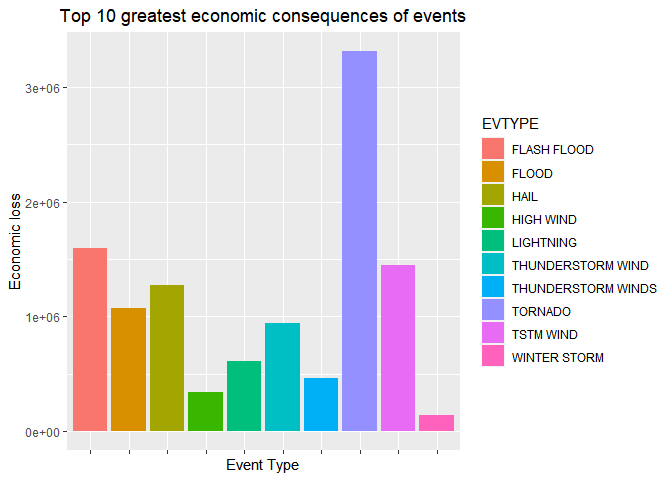 Top 10 greatest economic consequences of events
3e+06
2e+06
1e+06
0e+00
Economic loss
Event Type
EVTYPE
FLASH FLOOD
FLOOD
HAIL
HIGH WIND
LIGHTNING
THUNDERSTORM WIND
THUNDERSTORM WINDS
TORNADO
TSTM WIND
WINTER STORM